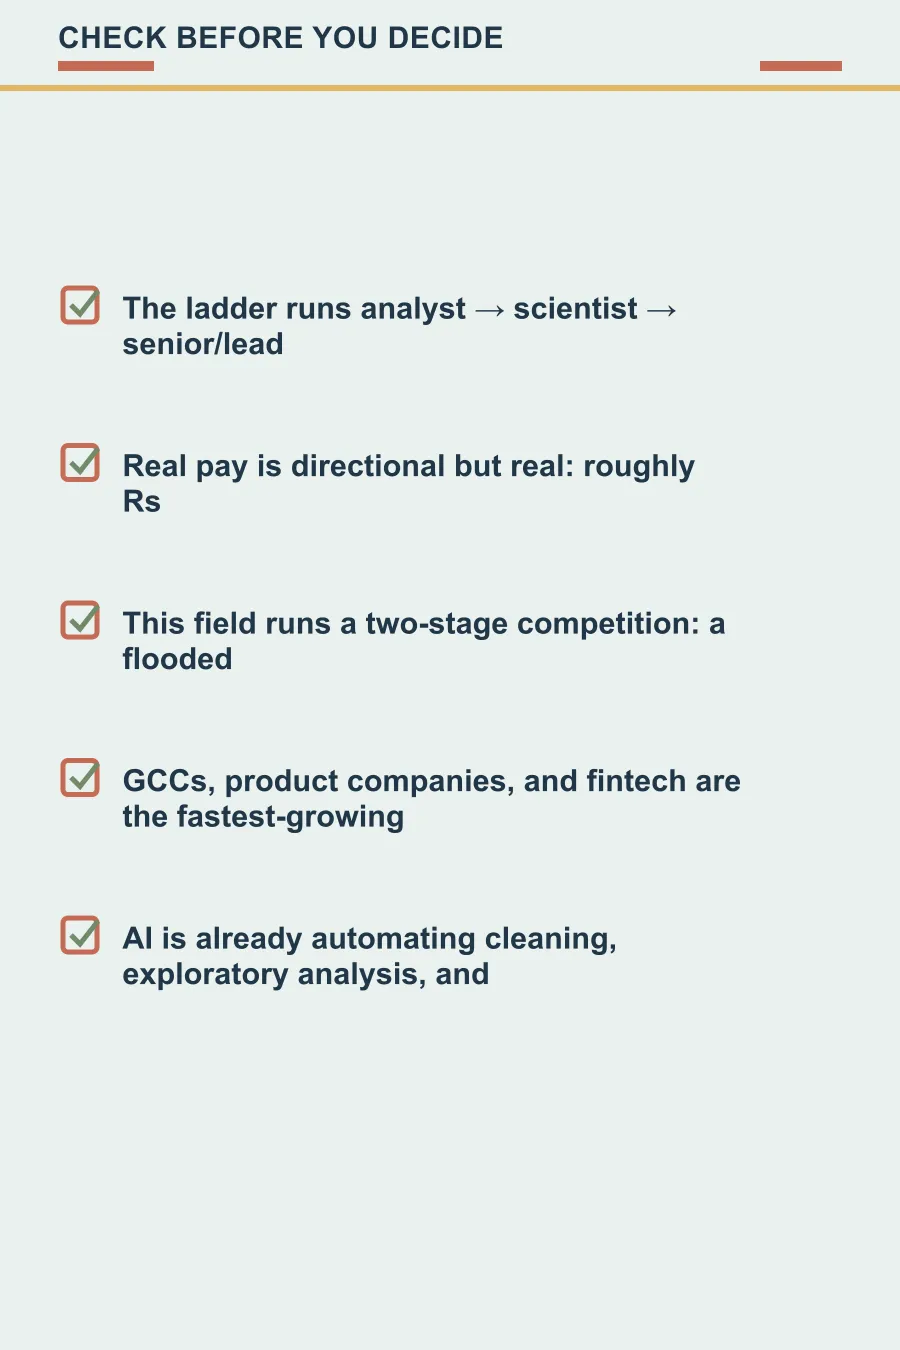 CHECK BEFORE YOU DECIDE
The ladder runs analyst → scientist →
senior/lead
Real pay is directional but real: roughly
Rs
This field runs a two-stage competition: a
flooded
GCCs, product companies, and fintech are
the fastest-growing
AI is already automating cleaning,
exploratory analysis, and